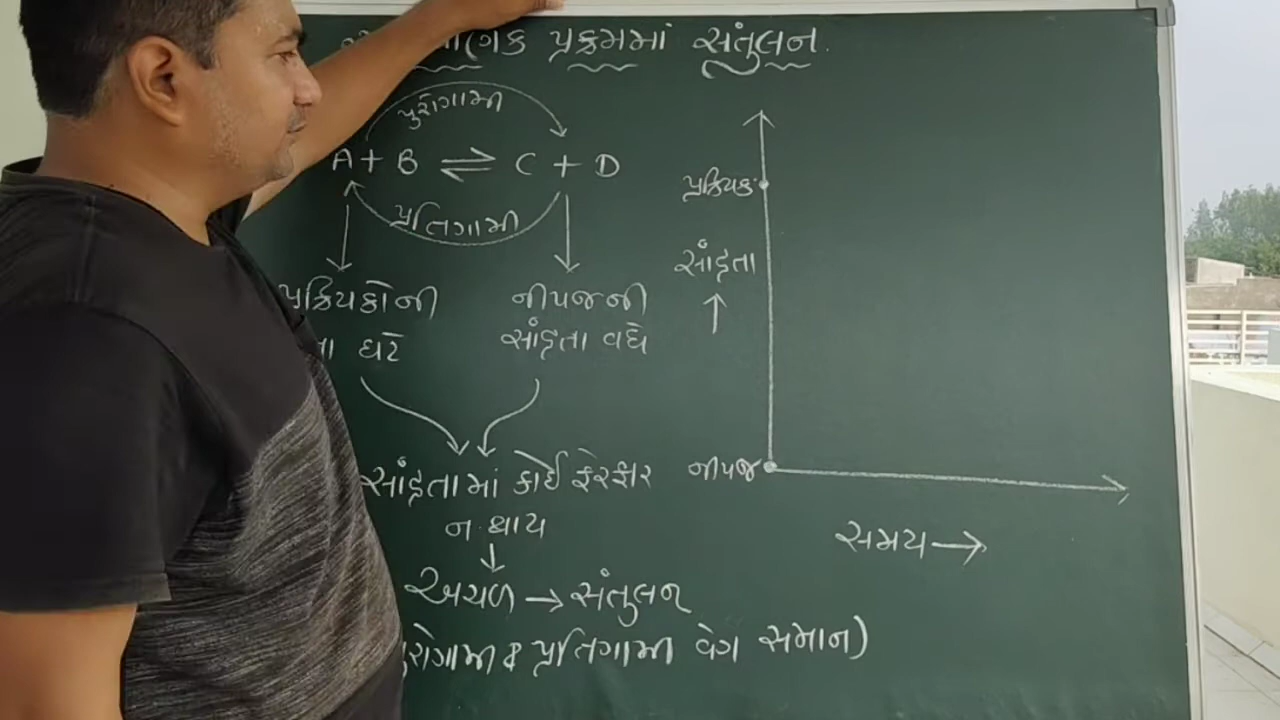 પ્રક્રમમાં સંતુલન.
પુરોગામી
A + B ⇌ C + D
પ્રતિગામી
પ્રક્રિયકોની
ઘટે
નીપજની
સાંદ્રતા વધે
સાંદ્રતામાં કોઈ ફેરફાર
ન થાય
↓
અચળ → સંતુલન
& પ્રતિગામી વેગ સમાન)
પ્રક્રિયક
સાંદ્રતા
↑
નીપજ
સમય →